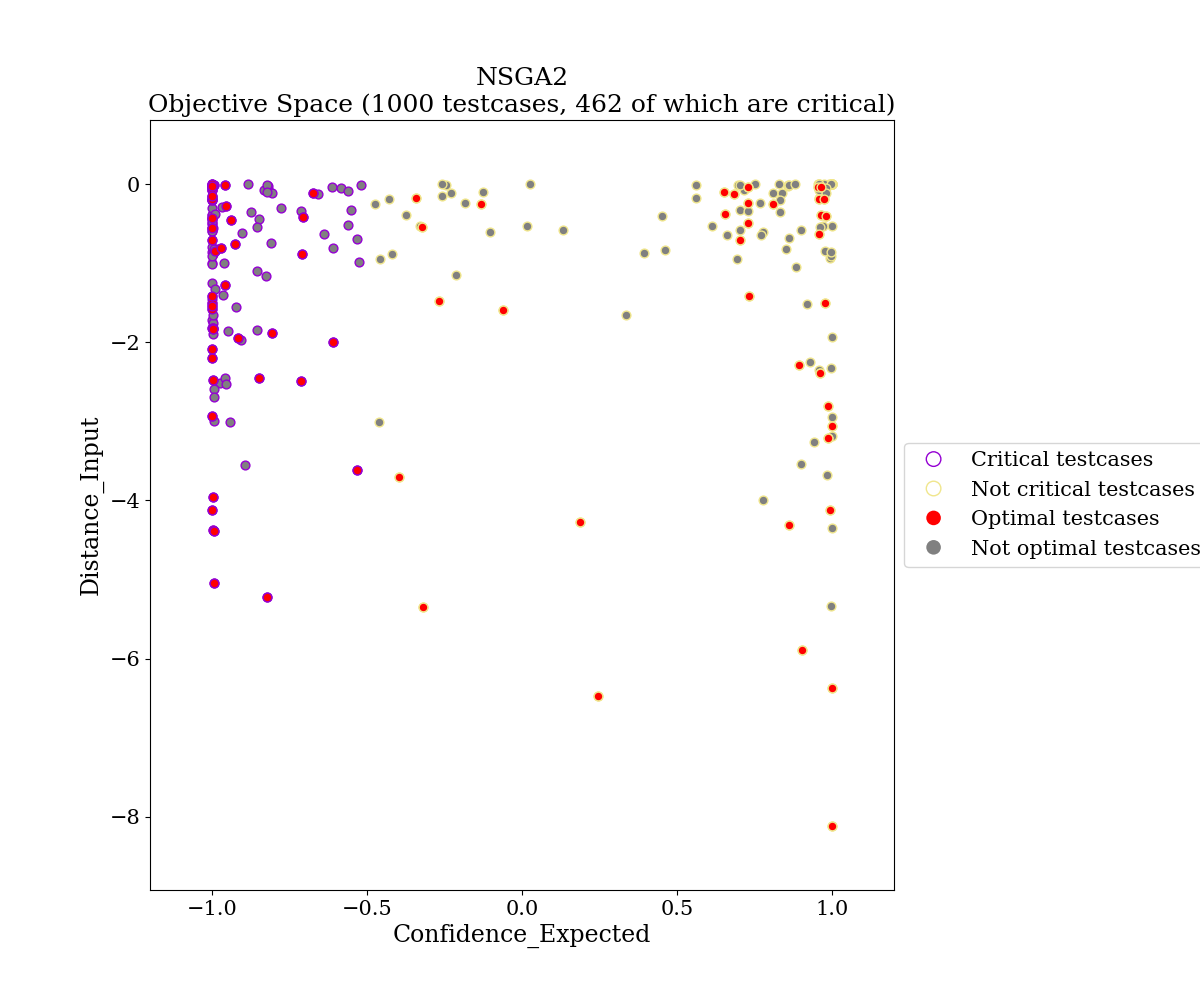 NSGA2
Objective Space (1000 testcases, 462 of which are critical)
0
−2
−4
−6
−8
Distance_Input
−1.0
−0.5
0.0
0.5
1.0
Confidence_Expected
Critical testcases
Not critical testcases
Optimal testcases
Not optimal testcases